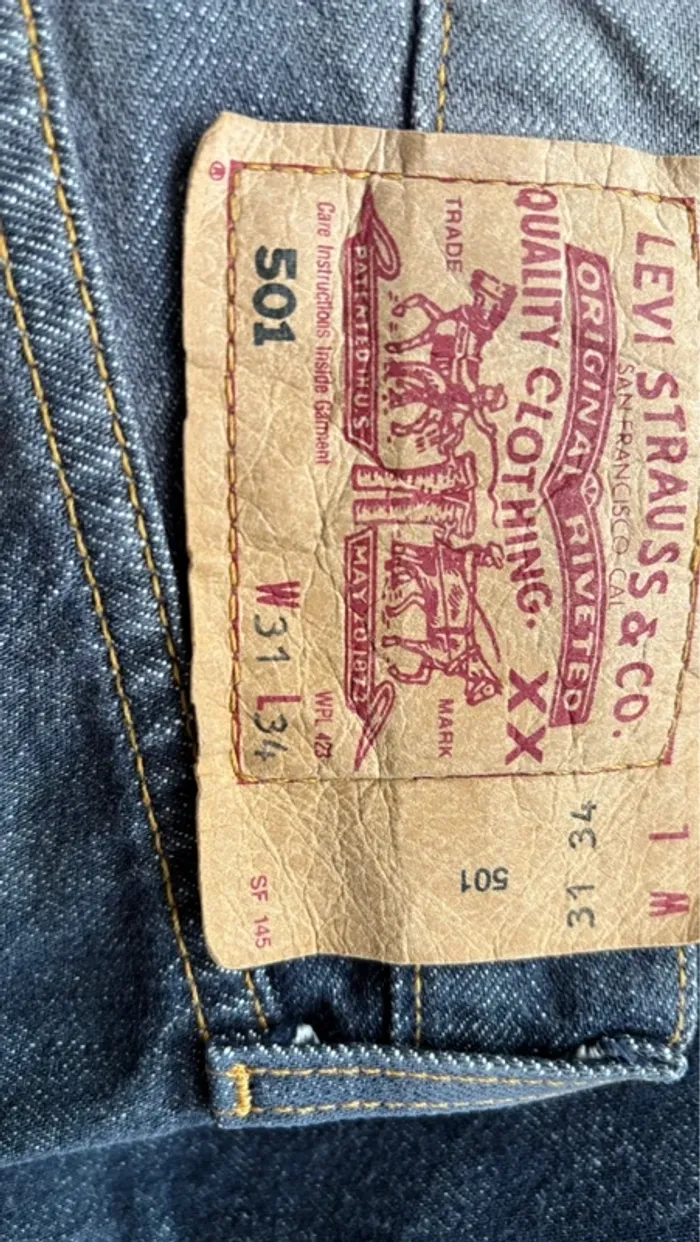 LEVI STRAUSS & CO.
SAN FRANCISCO, CAL.
ORIGINAL RIVETED
QUALITY CLOTHING.
XX
TRADE
MARK
PATENTED IN U.S.
MAY 20 1873
WPL 423
Care Instructions Inside Garment
501
W 31 L 34
®
SF 145
W L
31 34
501